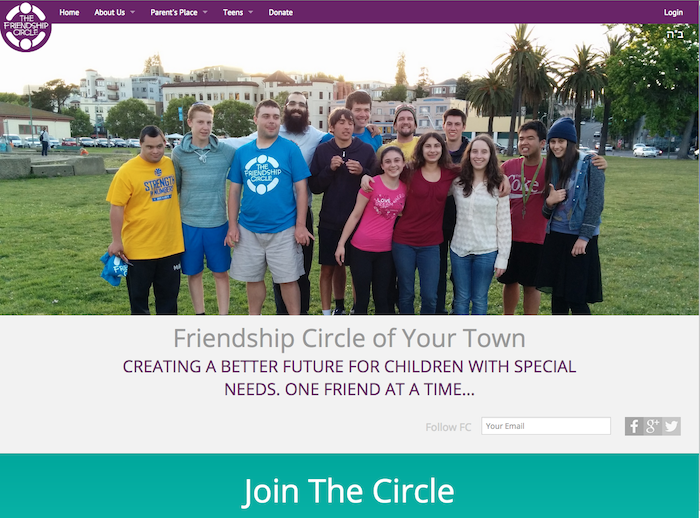 THE
FRIENDSHIP
CIRCLE
Home About Us Parent's Place Teens Donate Login
ב"ה
STRENGTH
THE
FRIENDSHIP
CIRCLE
LOVE
Coke
Friendship Circle of Your Town
CREATING A BETTER FUTURE FOR CHILDREN WITH SPECIAL
NEEDS. ONE FRIEND AT A TIME...
Follow FC Your Email f g+
Join The Circle